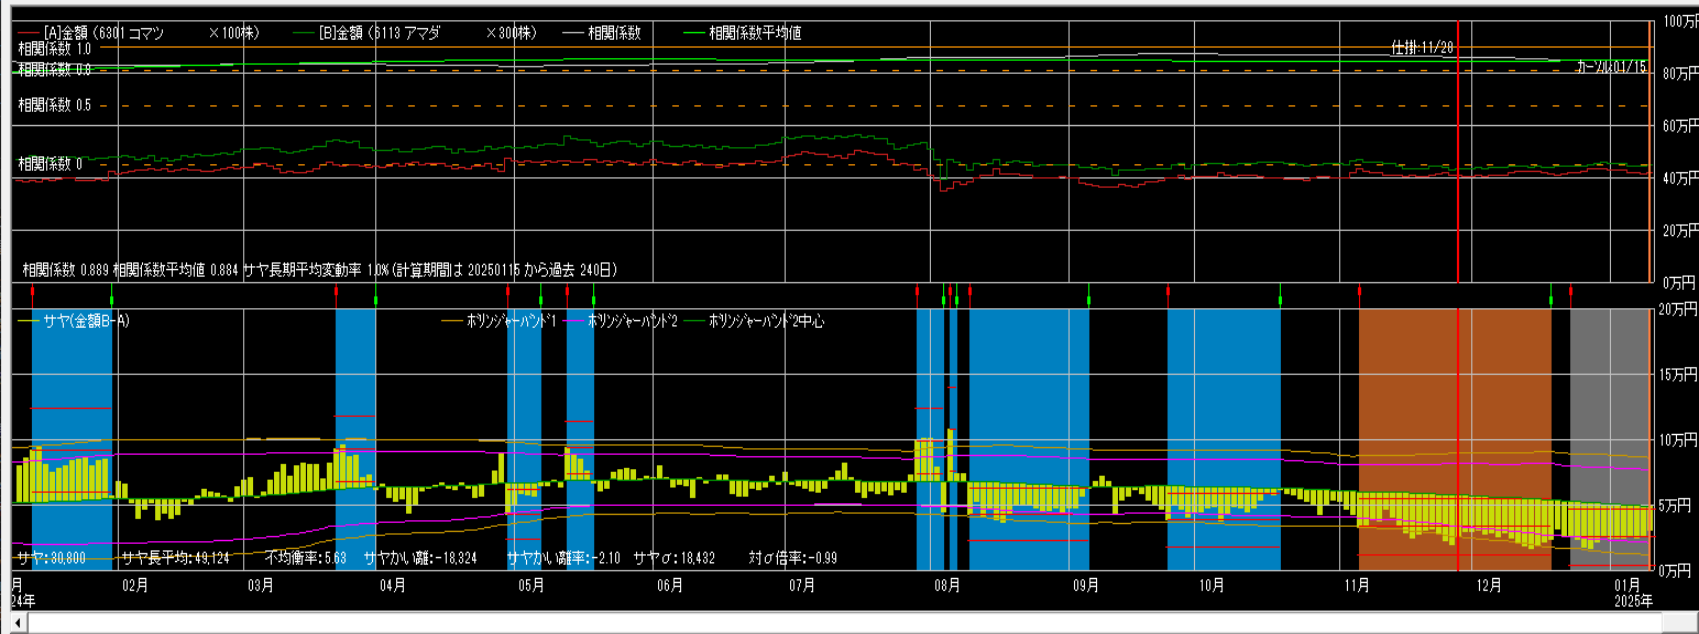 [A]金額 (6301 コマツ ×100株) [B]金額 (6113 アマダ ×300株) 相関係数 相関係数平均値
100万円
相関係数 1.0
仕掛:11/28
相関係数 0.8
カーソル:01/15
80万円
相関係数 0.5
60万円
相関係数 0
40万円
20万円
相関係数 0.889 相関係数平均値 0.884 サヤ長期平均変動率 1.0% (計算期間は 20250115 から過去 240日)
0万円
サヤ(金額B-A) ボリンジャーバンド1 ボリンジャーバンド2 ボリンジャーバンド2中心
20万円
15万円
10万円
5万円
サヤ:30,800 サヤ長平均:49,124 不均衡率:5.63 サヤかい離:-18,324 サヤかい離率:-2.10 サヤσ:18,432 対σ倍率:-0.99
0万円
月 02月 03月 04月 05月 06月 07月 08月 09月 10月 11月 12月 01月
24年 2025年